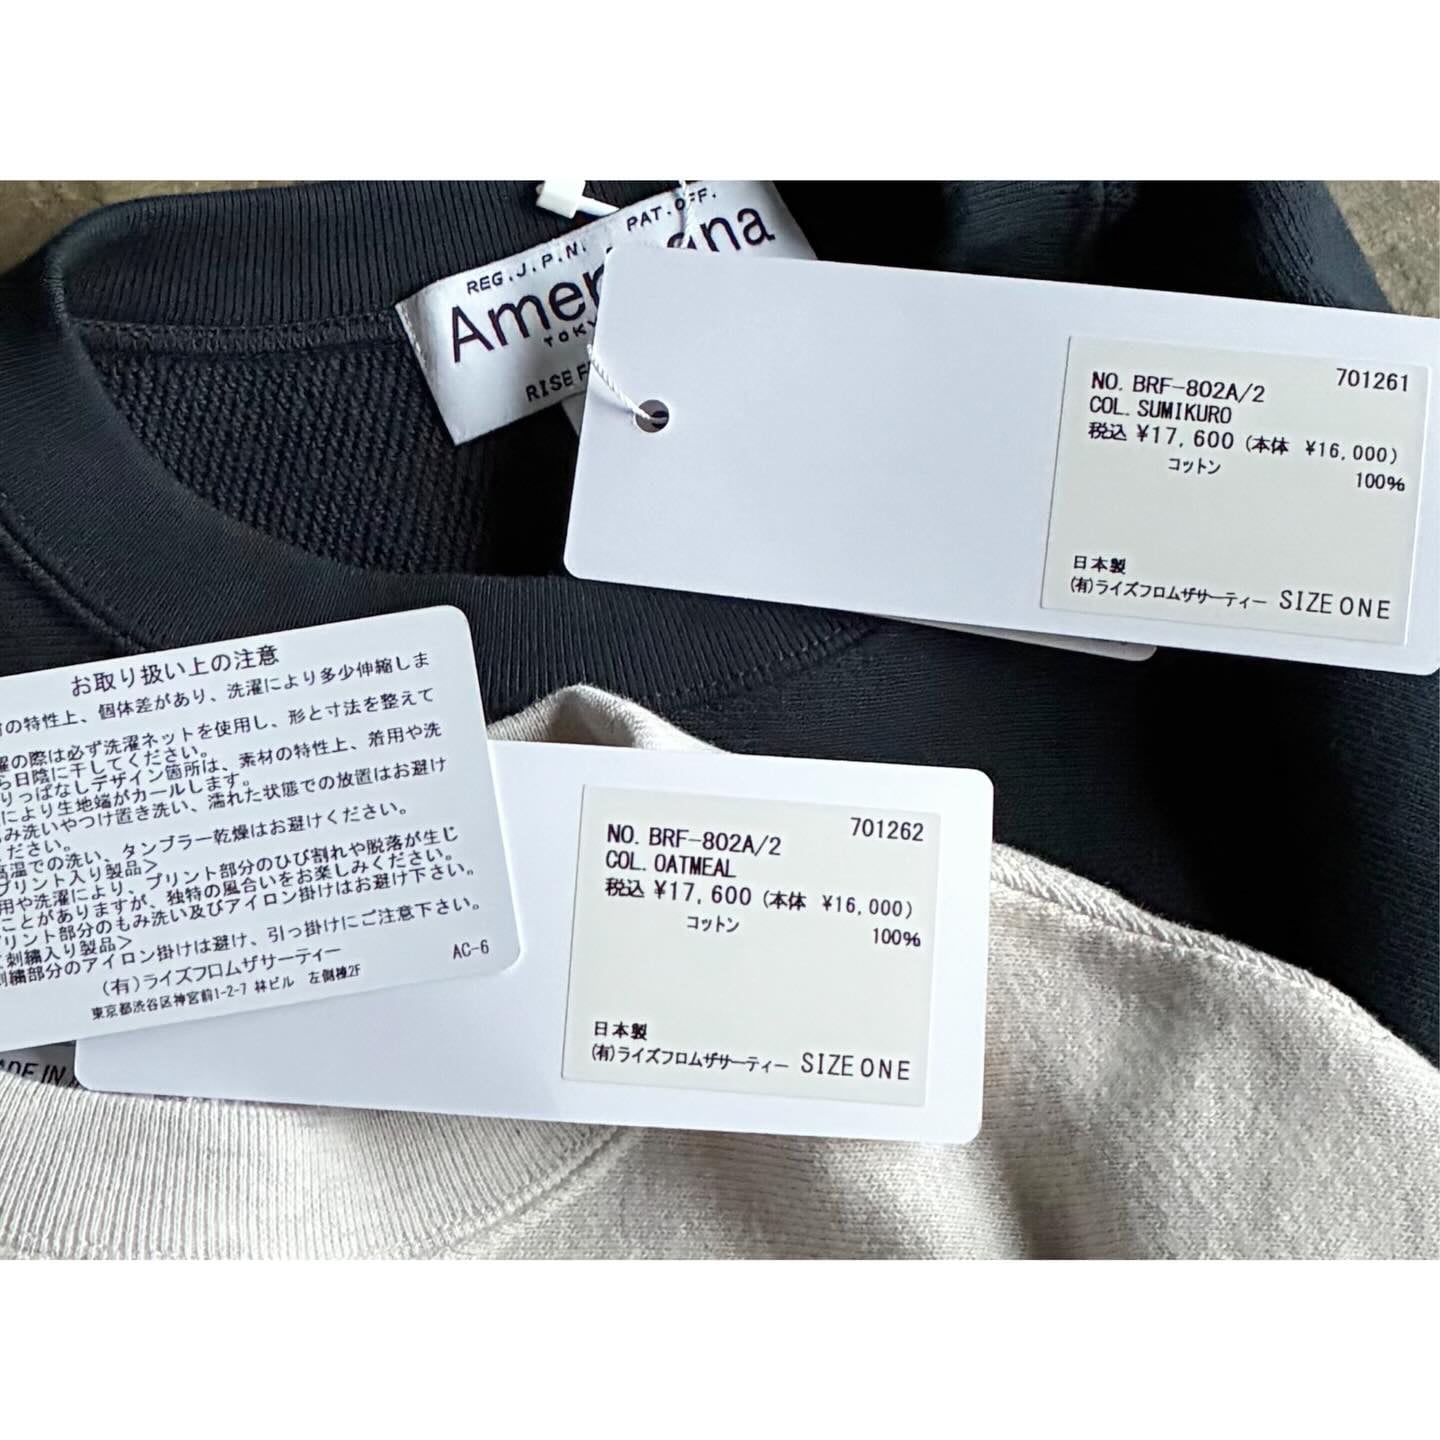 REG.J.P.N. PAT.OFF.
701261
NO. BRF-802A/2
COL. SUMIKURO
税込 ¥17,600 (本体 ¥16,000)
コットン 100%
日本製
(有)ライズフロムザサーティー SIZE ONE
お取り扱い上の注意
の特性上、個体差があり、洗濯により多少伸縮しま
の際は必ず洗濯ネットを使用し、形と寸法を整えて
ら日陰に干してください。
りっぱなしデザイン箇所は、素材の特性上、着用や洗
により生地端がカールします。
み洗いやつけ置き洗い、濡れた状態での放置はお避け
ださい。
高温での洗い、タンブラー乾燥はお避けください。
プリント入り製品>
用や洗濯により、プリント部分のひび割れや脱落が生じ
ことがありますが、独特の風合いをお楽しみください。
プリント部分のもみ洗い及びアイロン掛けはお避け下さい。
刺繍入り製品>
刺繍部分のアイロン掛けは避け、引っ掛けにご注意下さい。
(有)ライズフロムザサーティー AC-6
東京都渋谷区神宮前1-2-7 林ビル 左側棟2F
701262
NO. BRF-802A/2
COL. OATMEAL
税込 ¥17,600 (本体 ¥16,000)
コットン 100%
日本製
(有)ライズフロムザサーティー SIZE ONE